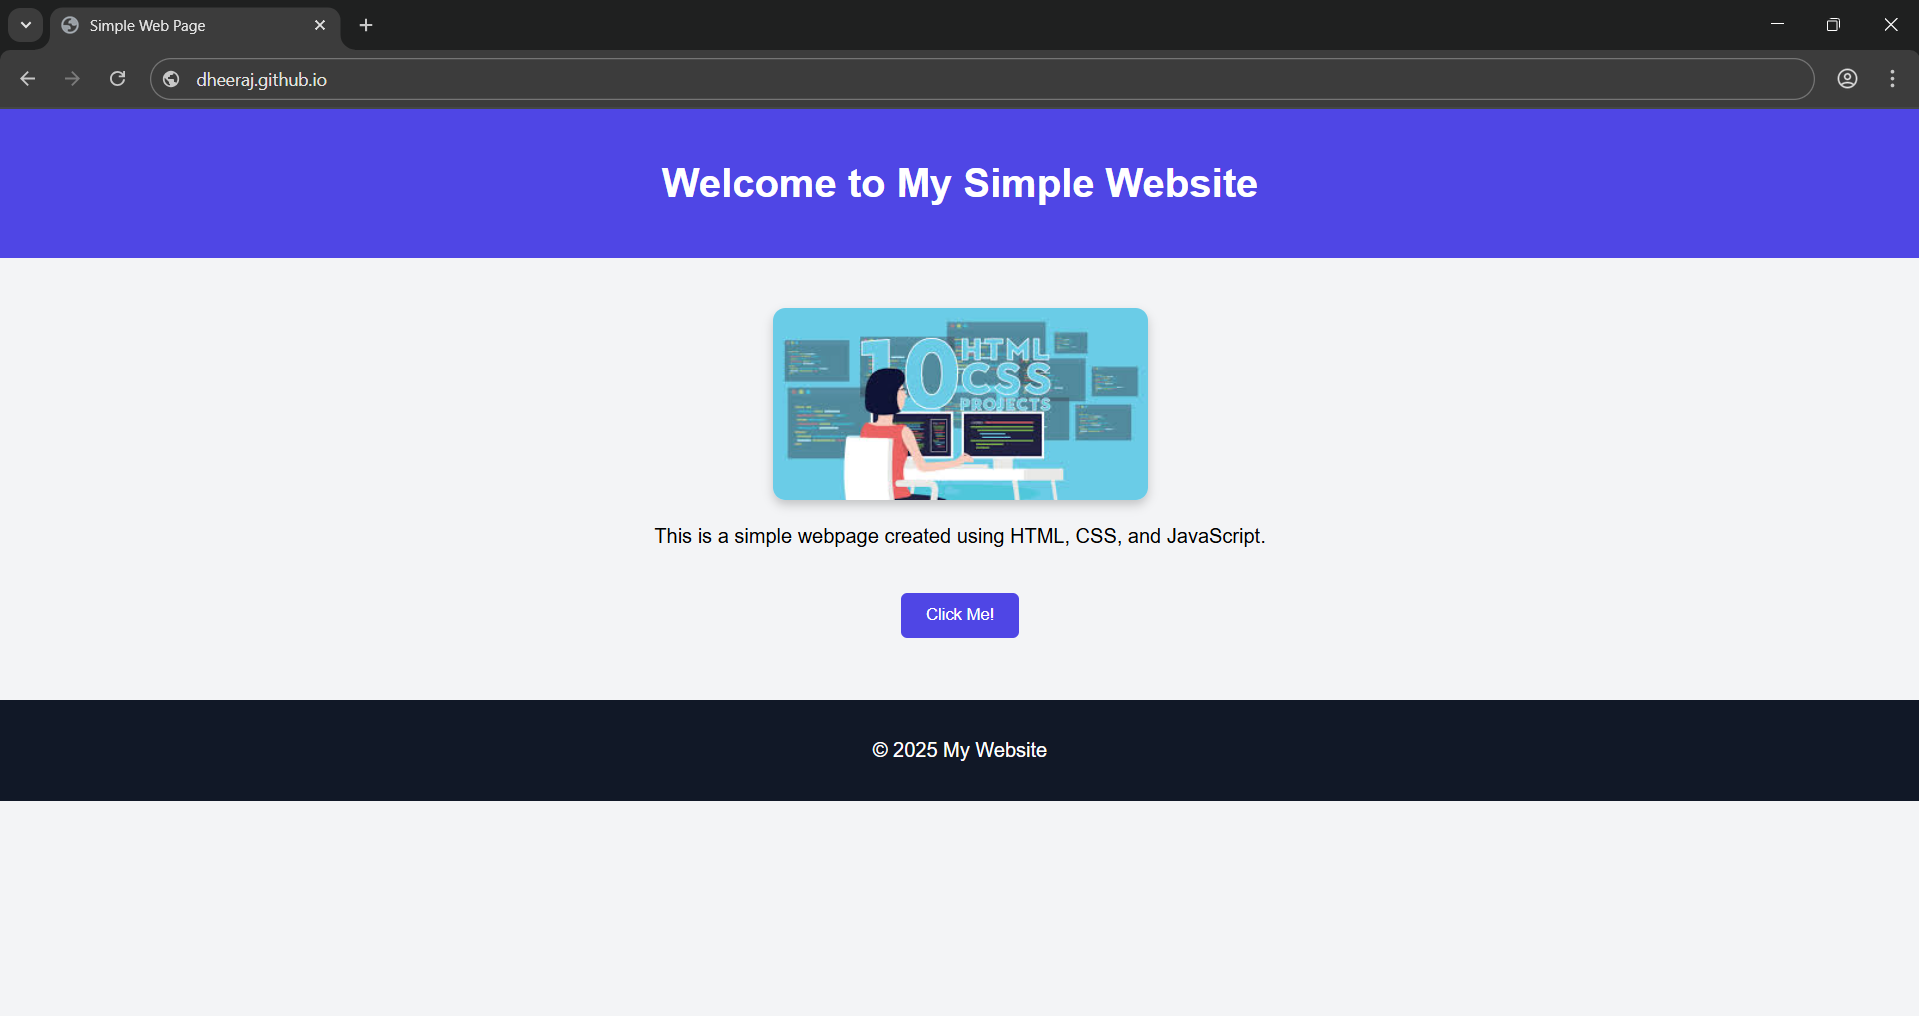 Simple Web Page
dheeraj.github.io
Welcome to My Simple Website
10 HTML
CSS
PROJECTS
This is a simple webpage created using HTML, CSS, and JavaScript.
Click Me!
© 2025 My Website